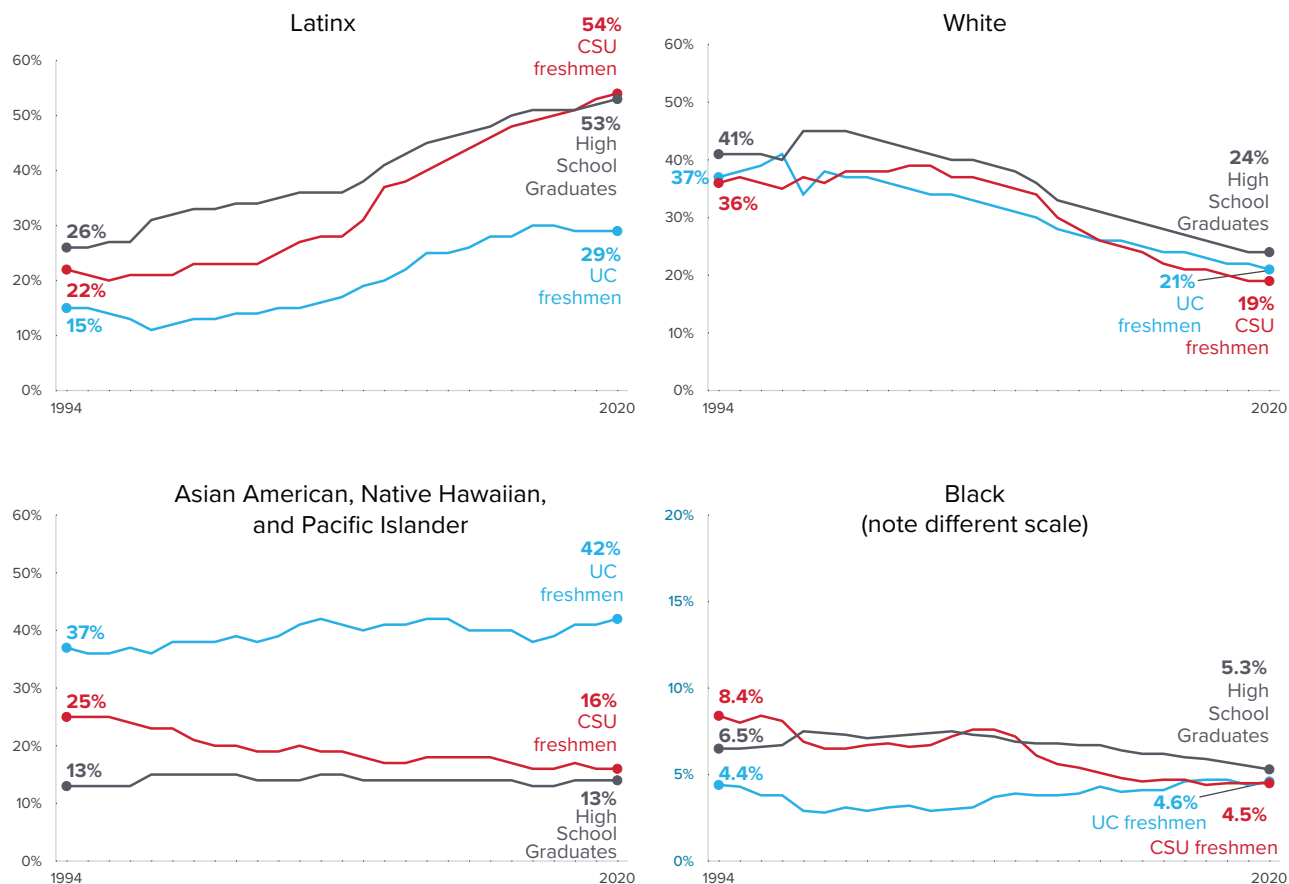 Latinx
60%
50%
40%
30%
20%
10%
0%
54%
CSU
freshmen
53%
High
School
Graduates
26%
22%
15%
29%
UC
freshmen
1994
2020
White
60%
50%
40%
30%
20%
10%
0%
41%
37%
36%
24%
High
School
Graduates
21%
UC
freshmen
19%
CSU
freshmen
1994
2020
Asian American, Native Hawaiian,
and Pacific Islander
60%
50%
40%
30%
20%
10%
0%
42%
UC
freshmen
37%
25%
16%
CSU
freshmen
13%
13%
High
School
Graduates
1994
2020
Black
(note different scale)
20%
15%
10%
5%
0%
8.4%
6.5%
4.4%
5.3%
High
School
Graduates
4.6%
UC freshmen
4.5%
CSU freshmen
1994
2020